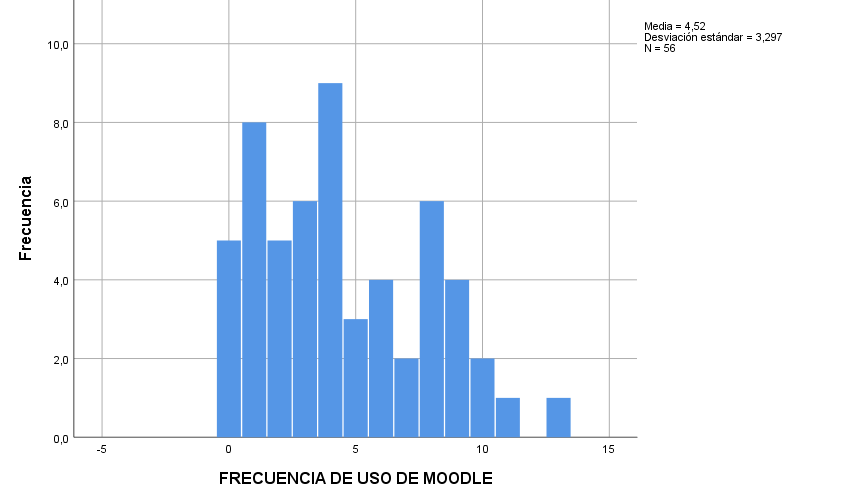 Media = 4,52
Desviación estándar = 3,297
N = 56
10,0
8,0
6,0
4,0
2,0
0,0
Frecuencia
-5
0
5
10
15
FRECUENCIA DE USO DE MOODLE